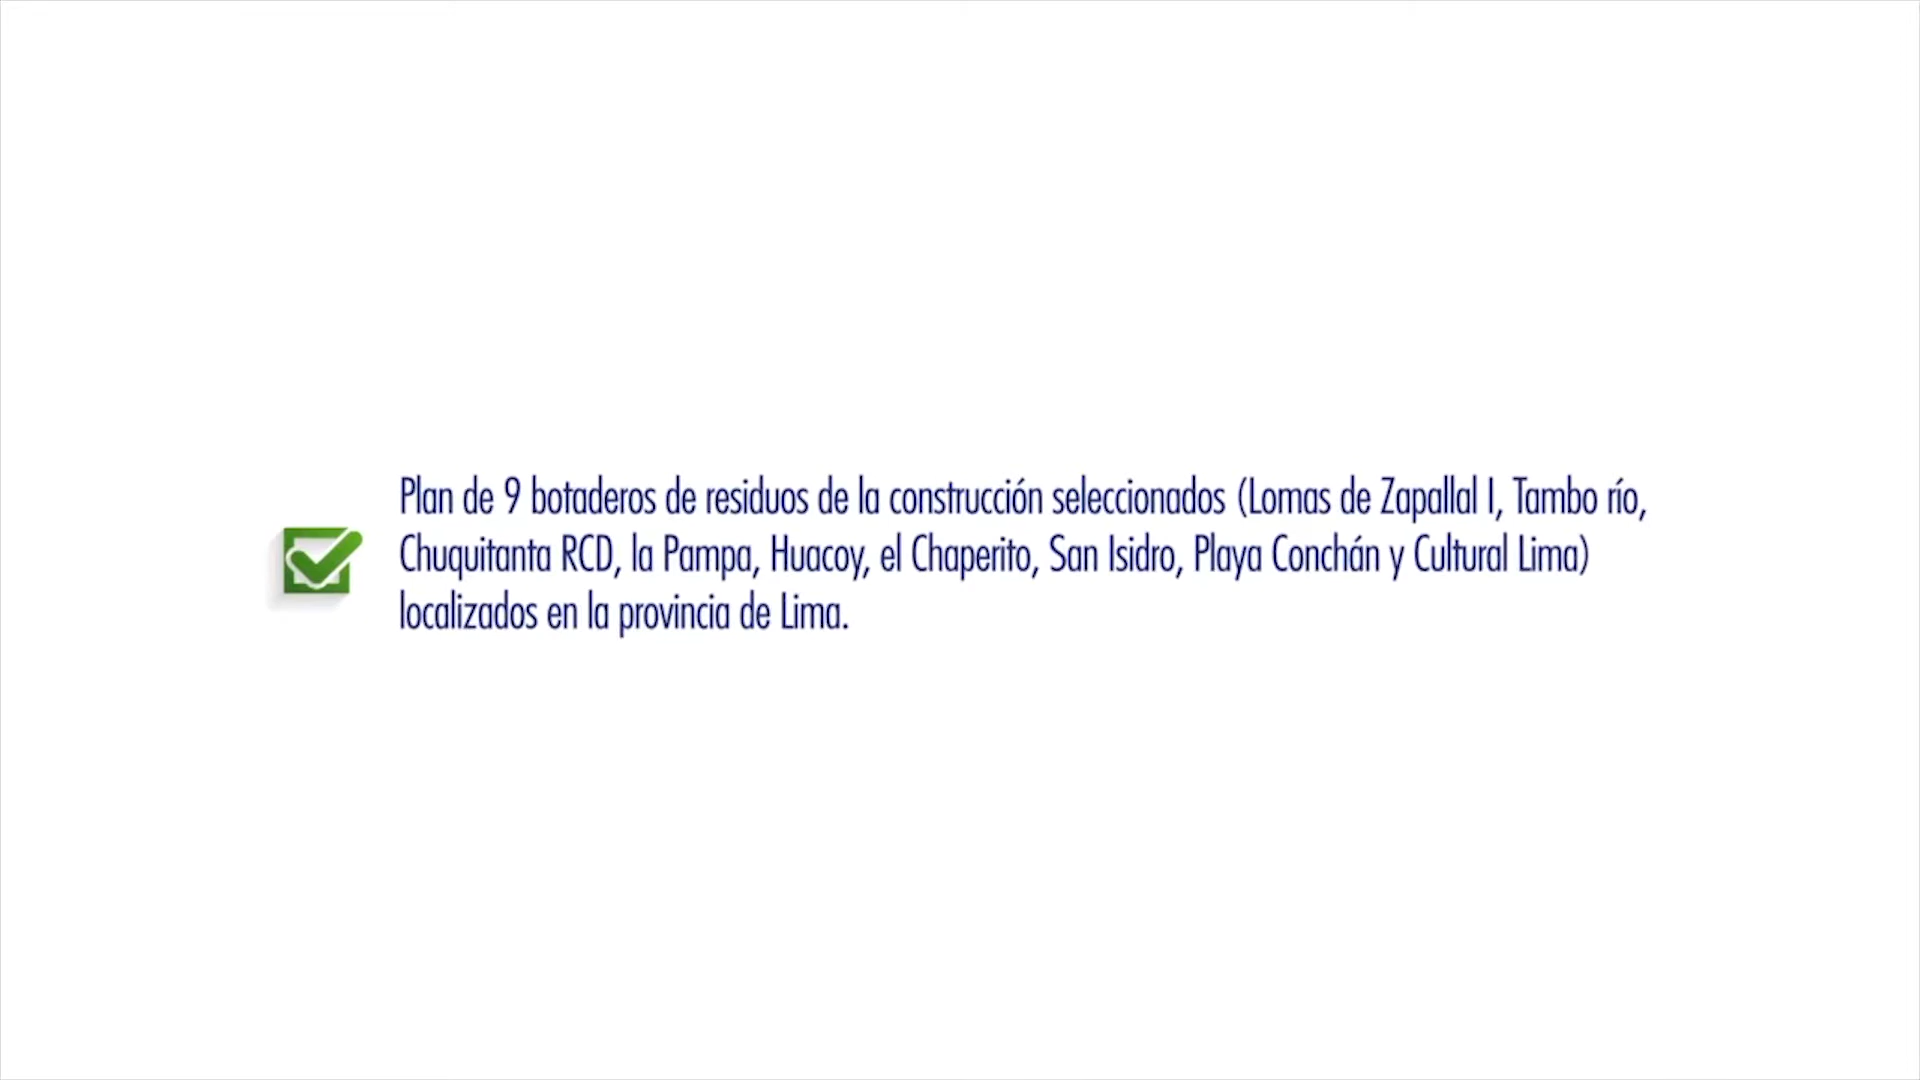 Plan de 9 botaderos de residuos de la construcción seleccionados (Lomas de Zapallal I, Tambo río,
Chuquitanta RCD, la Pampa, Huacoy, el Chaperito, San Isidro, Playa Conchán y Cultural Lima)
localizados en la provincia de Lima.